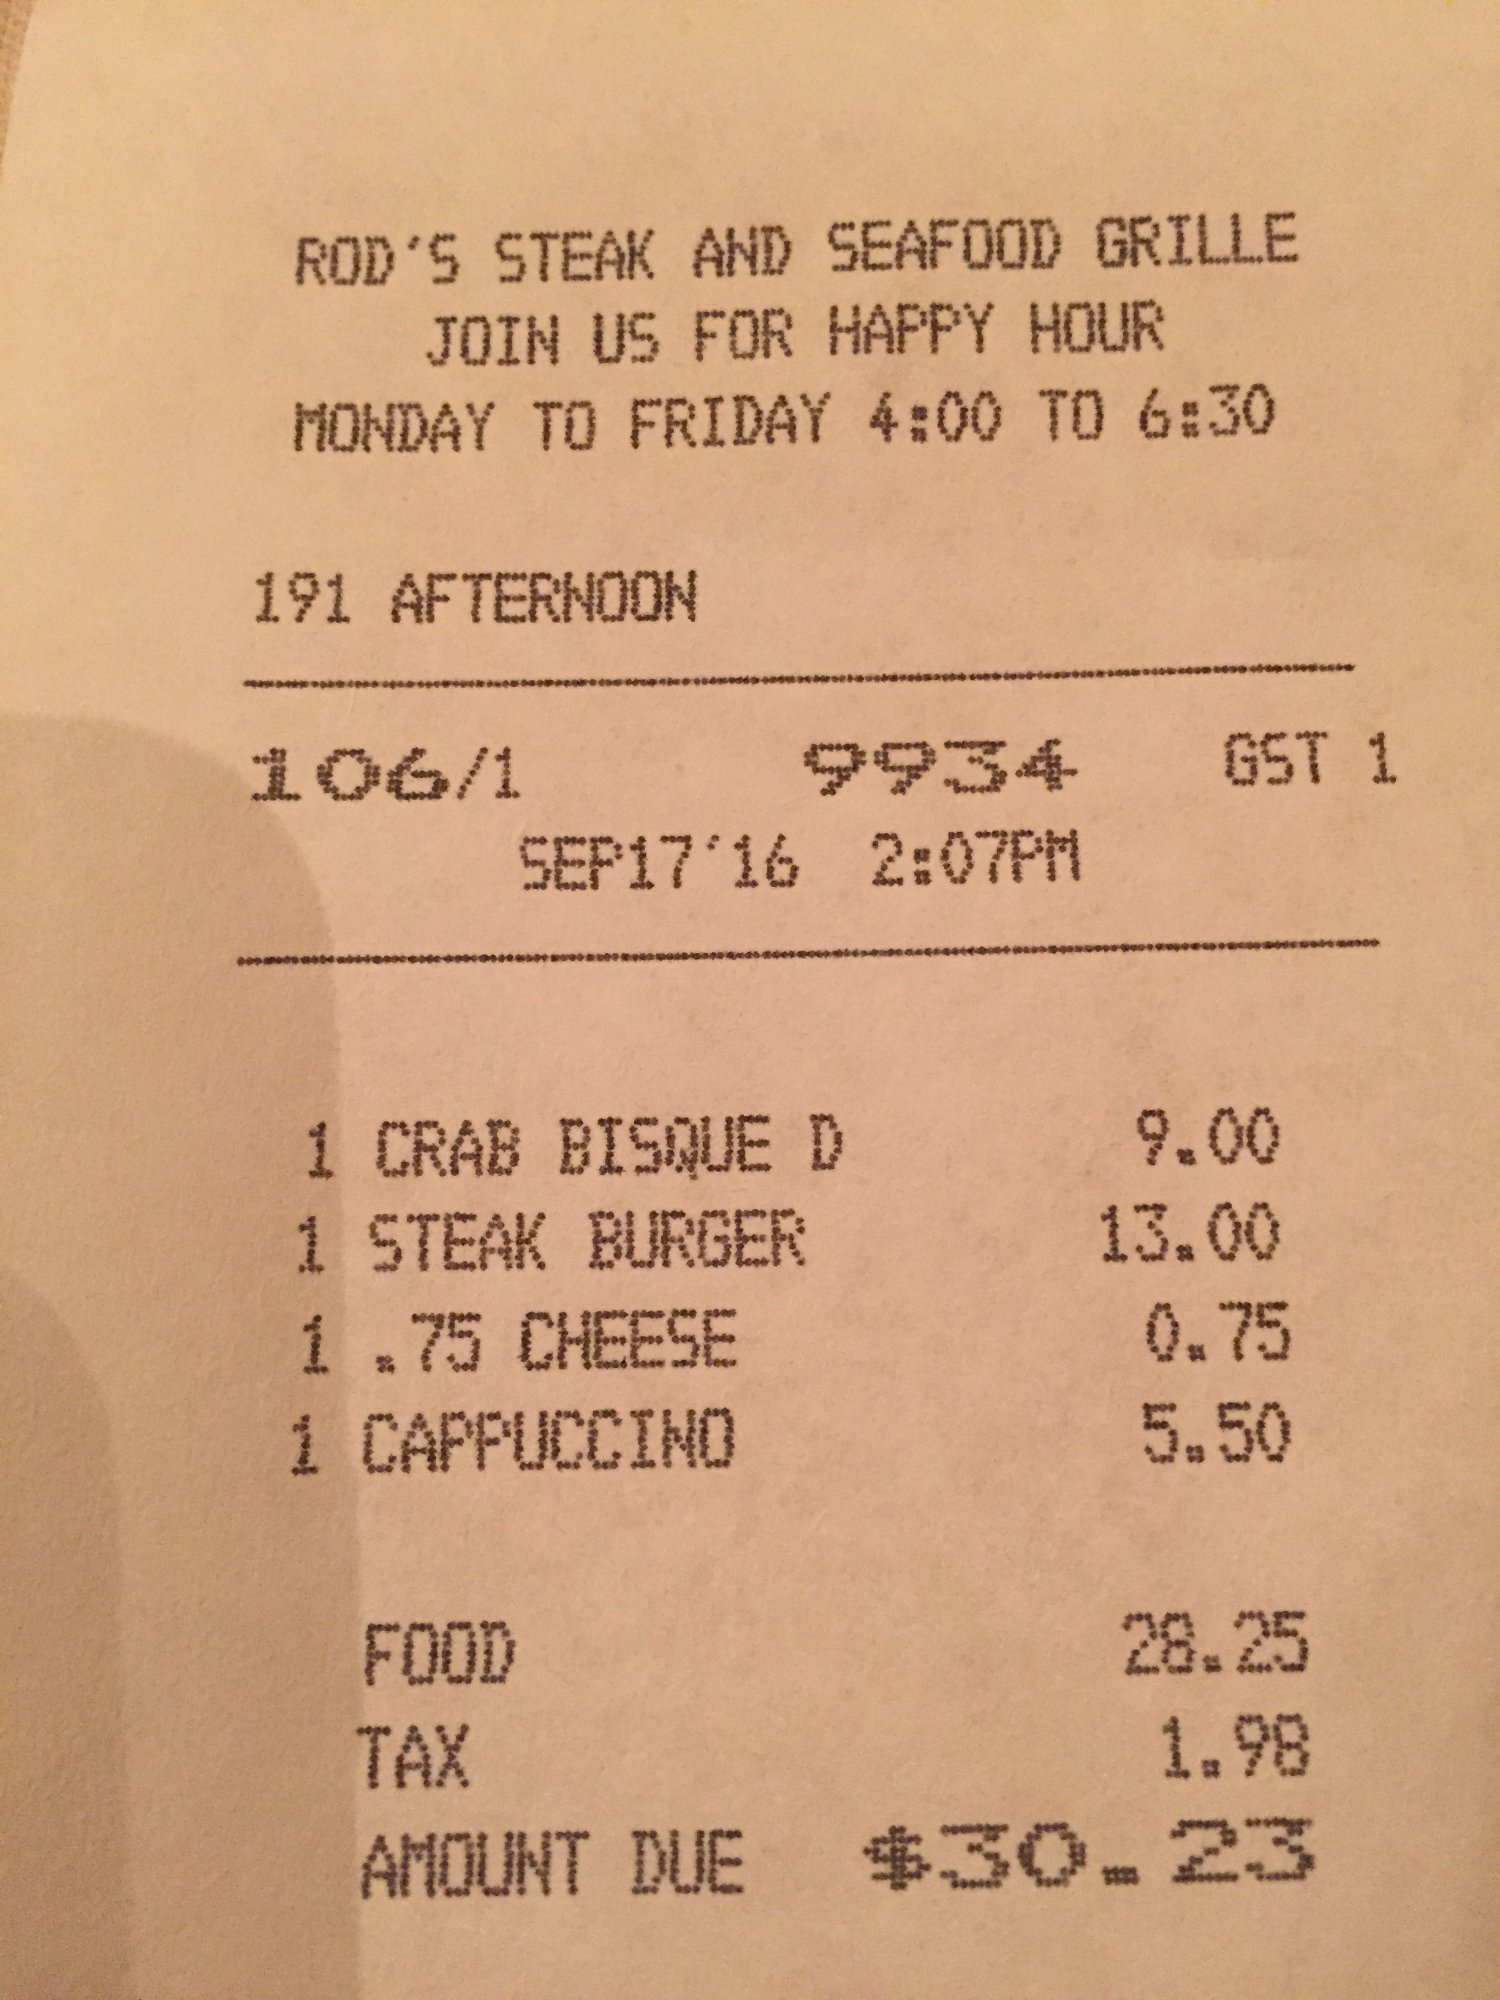 ROD'S STEAK AND SEAFOOD GRILLE
JOIN US FOR HAPPY HOUR
MONDAY TO FRIDAY 4:00 TO 6:30
191 AFTERNOON
106/1 9934 GST 1
SEP17'16 2:07PM
1 CRAB BISQUE D 9.00
1 STEAK BURGER 13.00
1 .75 CHEESE 0.75
1 CAPPUCCINO 5.50
FOOD 28.25
TAX 1.98
AMOUNT DUE $30.23